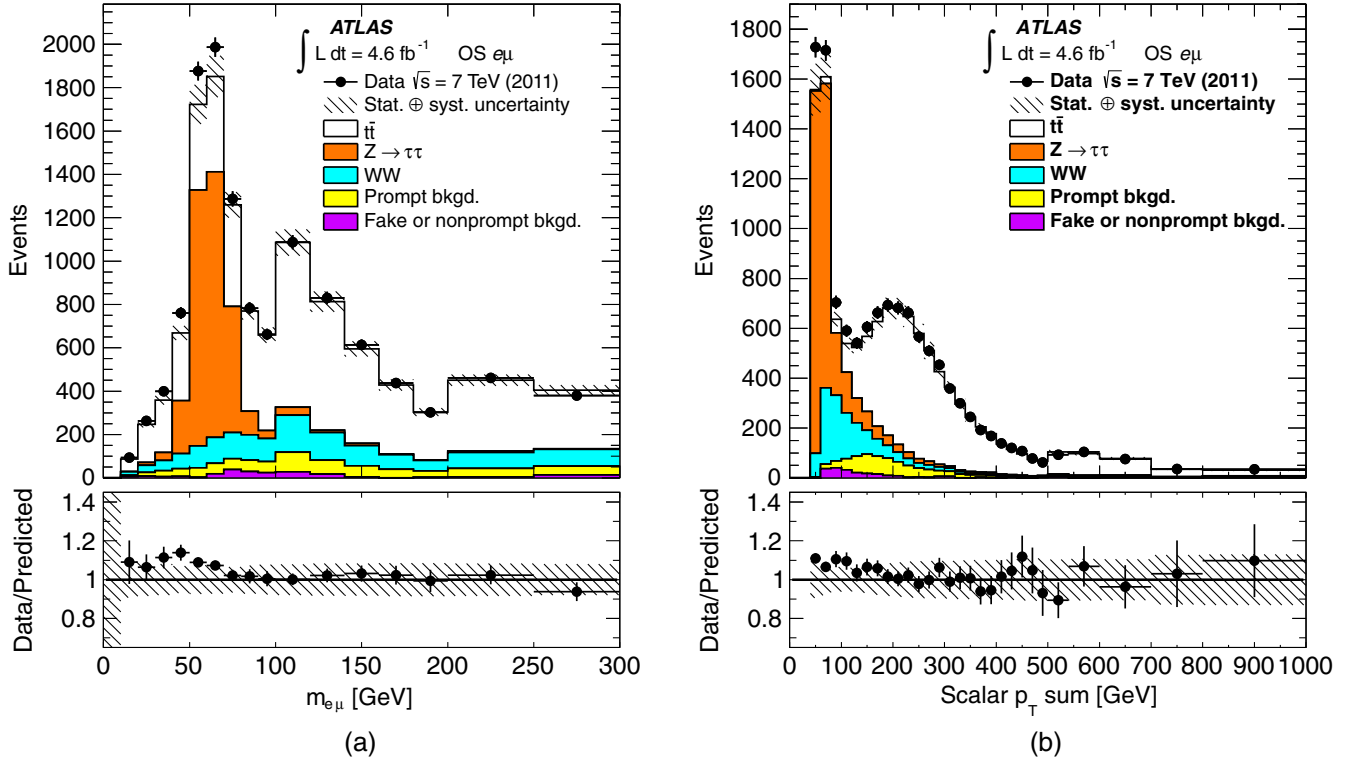 ATLAS
∫ L dt = 4.6 fb⁻¹ OS eμ
Data √s = 7 TeV (2011)
Stat. ⊕ syst. uncertainty
tt̄
Z → ττ
WW
Prompt bkgd.
Fake or nonprompt bkgd.
Events
2000
1800
1600
1400
1200
1000
800
600
400
200
0
Data/Predicted
1.4
1.2
1
0.8
0 50 100 150 200 250 300
m_eμ [GeV]
(a)
ATLAS
∫ L dt = 4.6 fb⁻¹ OS eμ
Data √s = 7 TeV (2011)
Stat. ⊕ syst. uncertainty
tt̄
Z → ττ
WW
Prompt bkgd.
Fake or nonprompt bkgd.
Events
1800
1600
1400
1200
1000
800
600
400
200
0
Data/Predicted
1.4
1.2
1
0.8
0 100 200 300 400 500 600 700 800 900 1000
Scalar p_T sum [GeV]
(b)